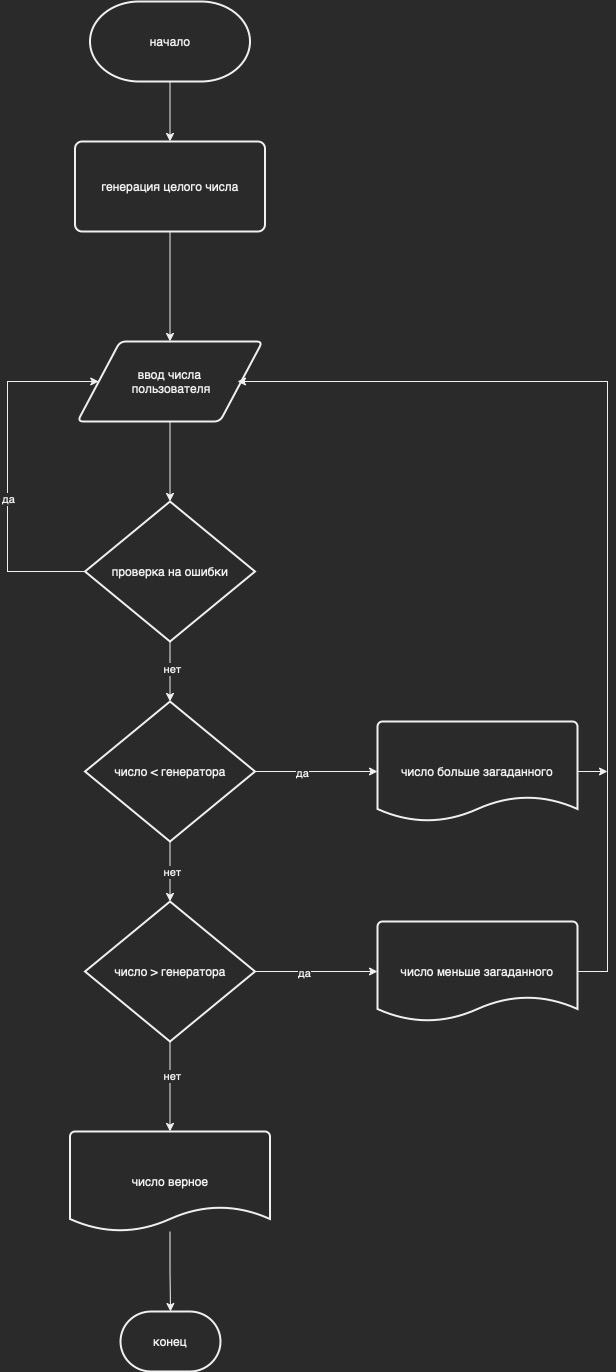 начало
генерация целого числа
ввод числа
пользователя
да
проверка на ошибки
нет
число < генератора
да
число больше загаданного
нет
число > генератора
да
число меньше загаданного
нет
число верное
конец